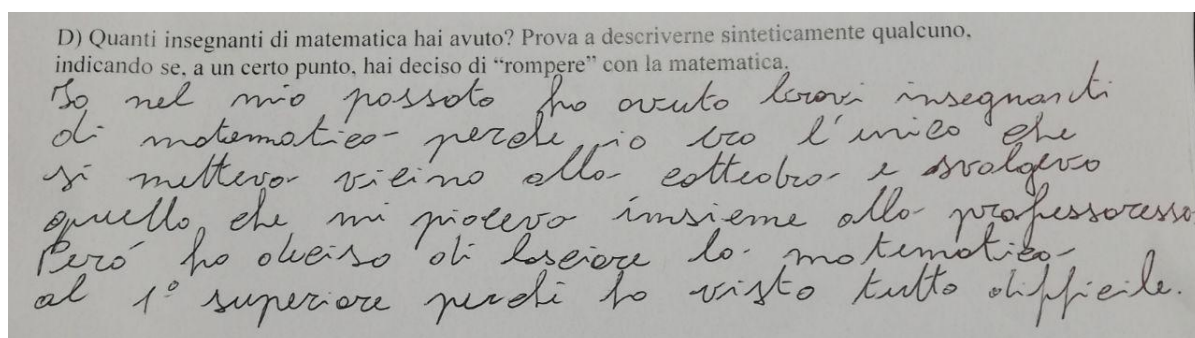 D) Quanti insegnanti di matematica hai avuto? Prova a descriverne sinteticamente qualcuno,
indicando se, a un certo punto, hai deciso di “rompere” con la matematica.
Io nel mio passato ho avuto bravi insegnanti
di matematica perché io ero l'unico che
si metteva vicino alla cattedra e svolgevo
quello che mi piaceva insieme alla professoressa
Però ho deciso di lasciare la matematica
al 1° superiore perché ho visto tutto difficile.